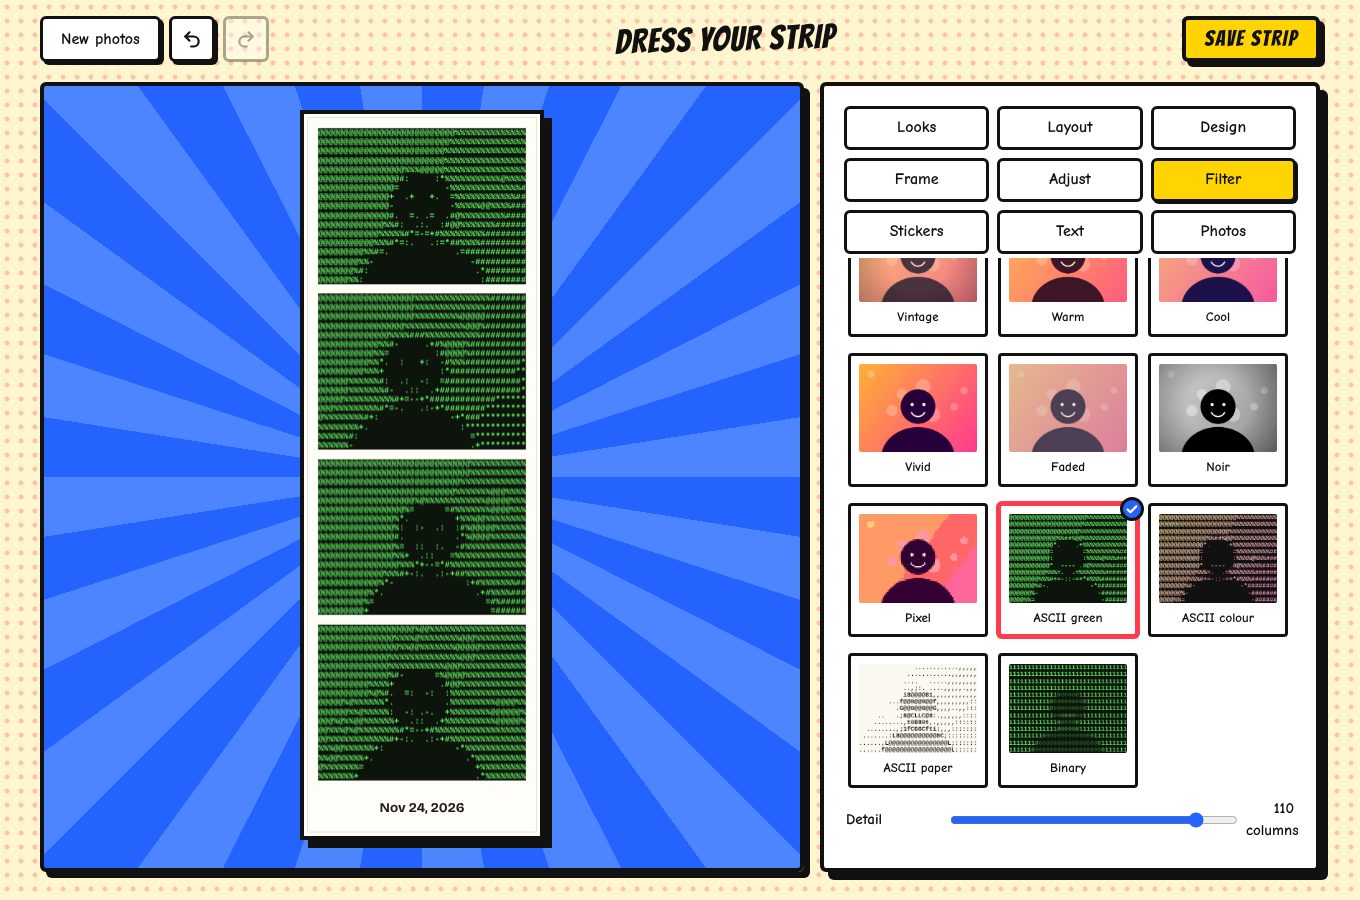 New photos
DRESS YOUR STRIP
SAVE STRIP
Looks
Layout
Design
Frame
Adjust
Filter
Stickers
Text
Photos
Vintage
Warm
Cool
Vivid
Faded
Noir
Pixel
ASCII green
ASCII colour
ASCII paper
Binary
Detail
110
columns
Nov 24, 2026